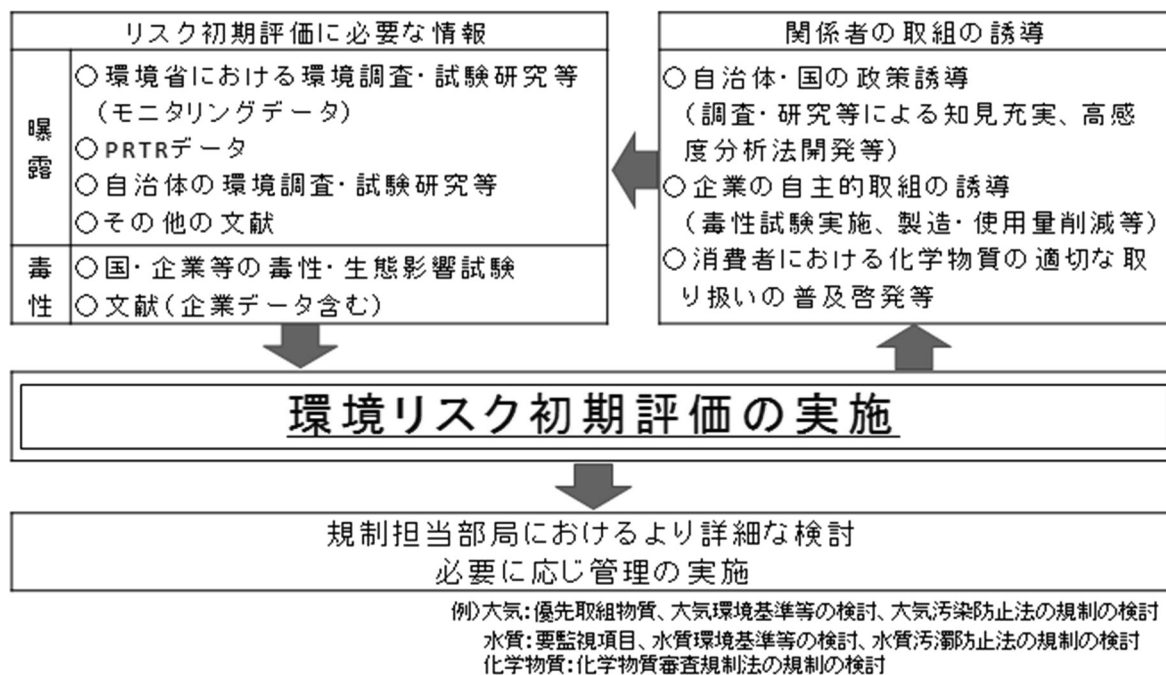 リスク初期評価に必要な情報
曝露
○環境省における環境調査・試験研究等
(モニタリングデータ)
○PRTRデータ
○自治体の環境調査・試験研究等
○その他の文献
毒性
○国・企業等の毒性・生態影響試験
○文献(企業データ含む)
関係者の取組の誘導
○自治体・国の政策誘導
(調査・研究等による知見充実、高感
度分析法開発等)
○企業の自主的取組の誘導
(毒性試験実施、製造・使用量削減等)
○消費者における化学物質の適切な取
り扱いの普及啓発等
環境リスク初期評価の実施
規制担当部局におけるより詳細な検討
必要に応じ管理の実施
例)大気:優先取組物質、大気環境基準等の検討、大気汚染防止法の規制の検討
水質:要監視項目、水質環境基準等の検討、水質汚濁防止法の規制の検討
化学物質:化学物質審査規制法の規制の検討